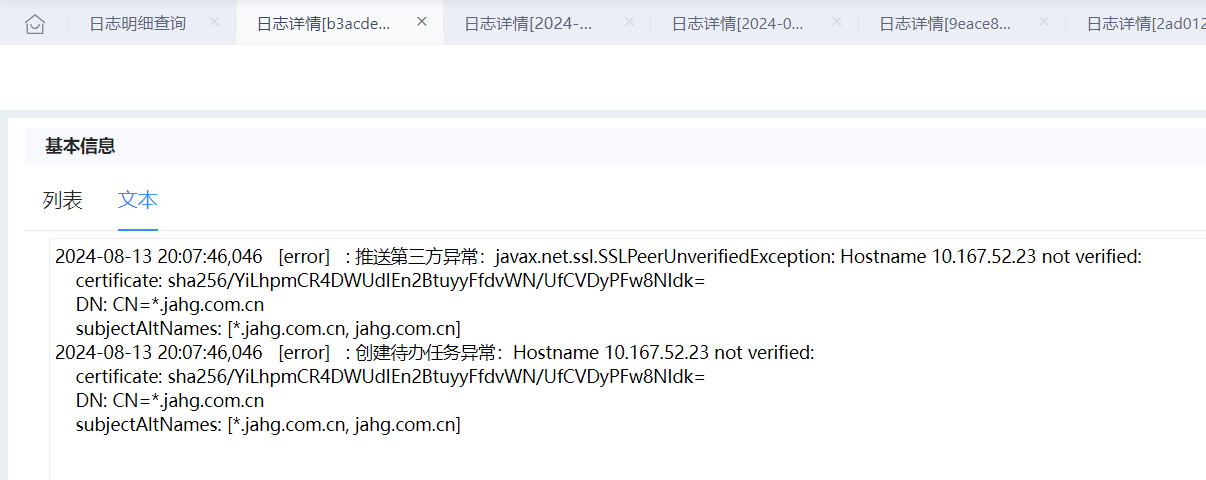 日志明细查询
日志详情[b3acde...
日志详情[2024-...
日志详情[2024-0...
日志详情[9eace8...
日志详情[2ad012
基本信息
列表 文本
2024-08-13 20:07:46,046 [error] : 推送第三方异常：javax.net.ssl.SSLPeerUnverifiedException: Hostname 10.167.52.23 not verified:
certificate: sha256/YiLhpmCR4DWUdIEn2BtuyyFfdvWN/UfCVDyPFw8NIdk=
DN: CN=*.jahg.com.cn
subjectAltNames: [*.jahg.com.cn, jahg.com.cn]
2024-08-13 20:07:46,046 [error] : 创建待办任务异常：Hostname 10.167.52.23 not verified:
certificate: sha256/YiLhpmCR4DWUdIEn2BtuyyFfdvWN/UfCVDyPFw8NIdk=
DN: CN=*.jahg.com.cn
subjectAltNames: [*.jahg.com.cn, jahg.com.cn]